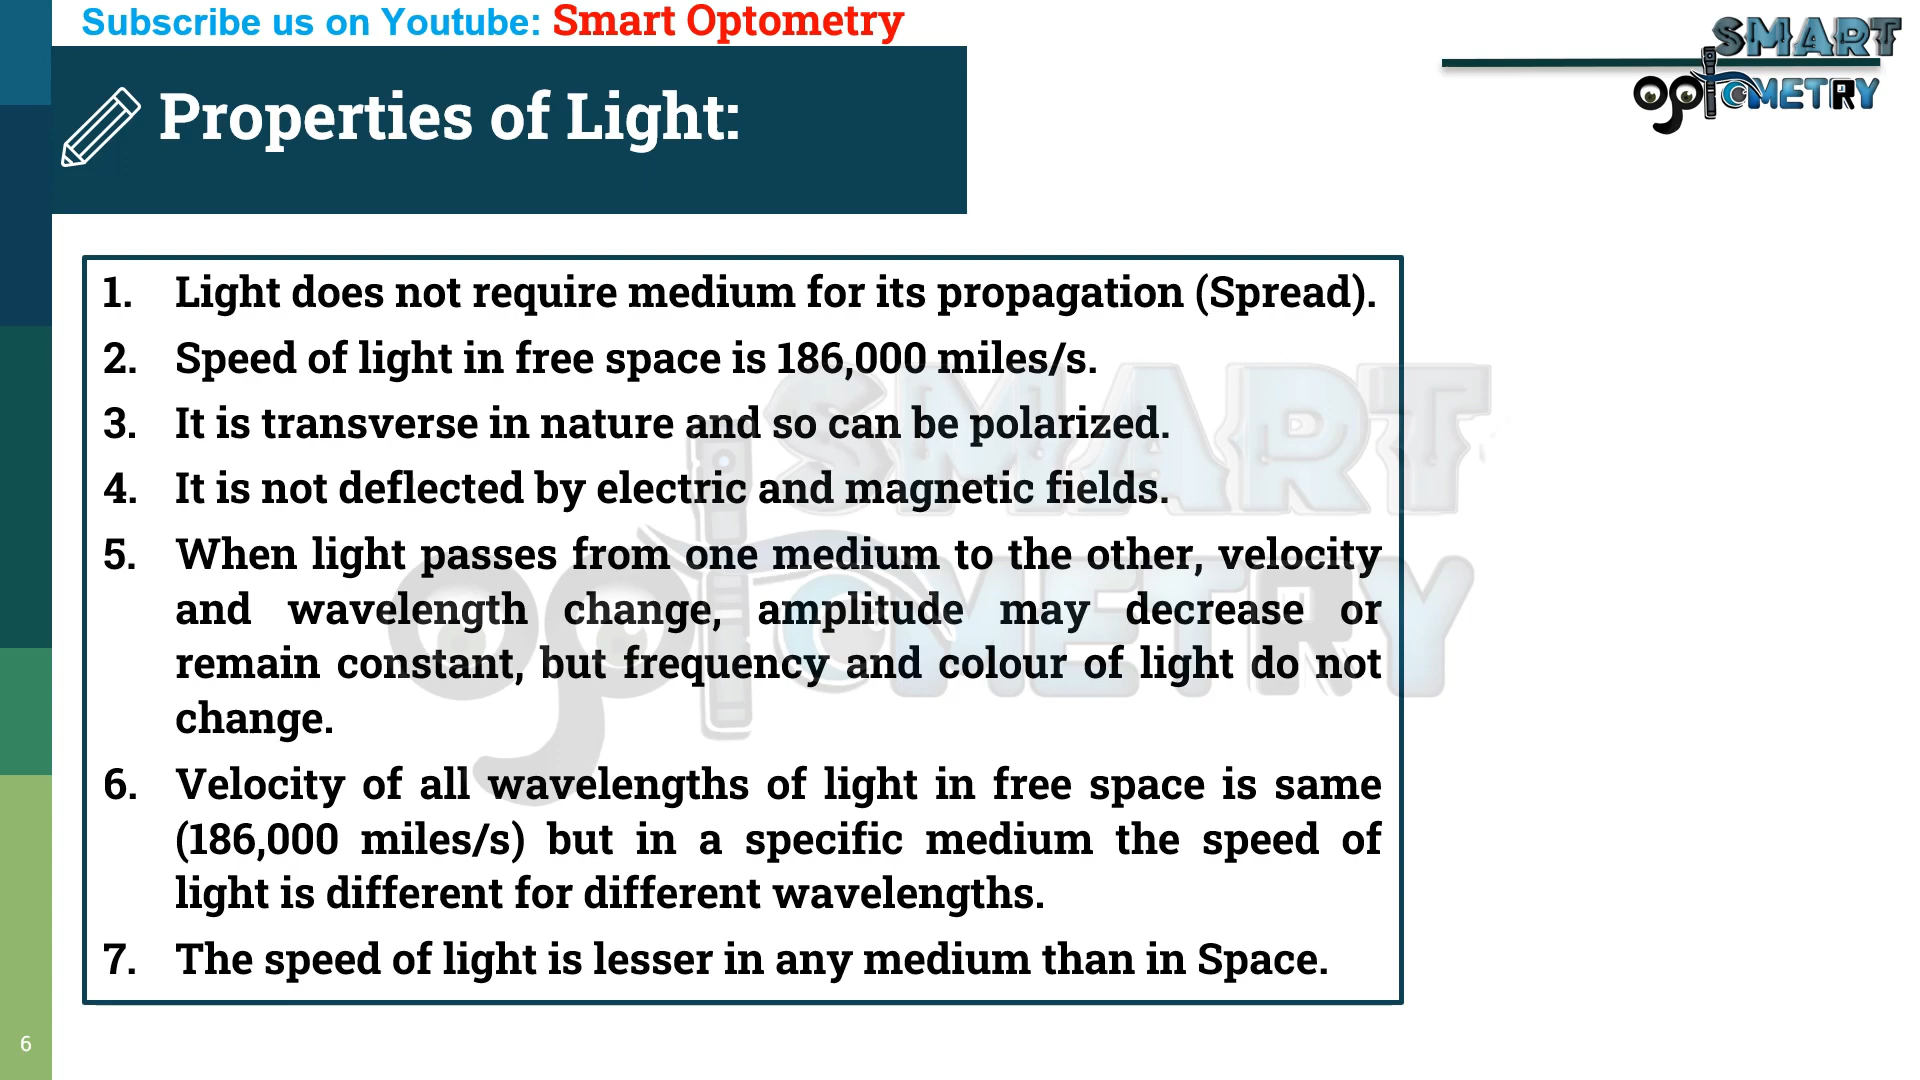 Subscribe us on Youtube: Smart Optometry
SMART
OptOMETRY
Properties of Light:
1. Light does not require medium for its propagation (Spread).
2. Speed of light in free space is 186,000 miles/s.
3. It is transverse in nature and so can be polarized.
4. It is not deflected by electric and magnetic fields.
5. When light passes from one medium to the other, velocity
and wavelength change, amplitude may decrease or
remain constant, but frequency and colour of light do not
change.
6. Velocity of all wavelengths of light in free space is same
(186,000 miles/s) but in a specific medium the speed of
light is different for different wavelengths.
7. The speed of light is lesser in any medium than in Space.
SMART
OptOMETRY
6